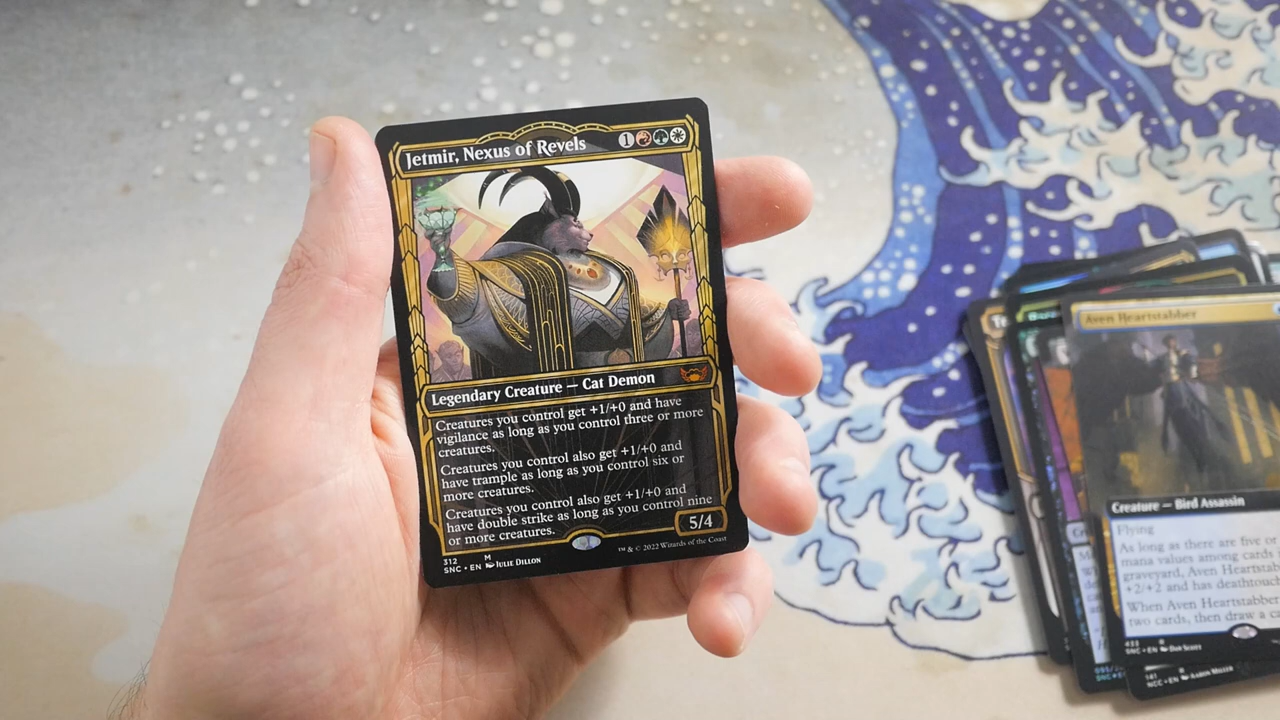 Jetmir, Nexus of Revels
1
Legendary Creature — Cat Demon
Creatures you control get +1/+0 and have
vigilance as long as you control three or more
creatures.
Creatures you control also get +1/+0 and
have trample as long as you control six or
more creatures.
Creatures you control also get +1/+0 and
have double strike as long as you control nine
or more creatures.
5/4
312 M
SNC • EN JULIE DILLON
™ & © 2022 Wizards of the Coast
Aven Heartstabber
Creature — Bird Assassin
Flying
As long as there are five or
mana values among cards
graveyard, Aven Heartstabber
+2/+2 and has deathtouch
When Aven Heartstabber
two cards, then draw a ca
433 R
SNC • EN DAN SCOTT
141
NCC • EN AARON MILLER